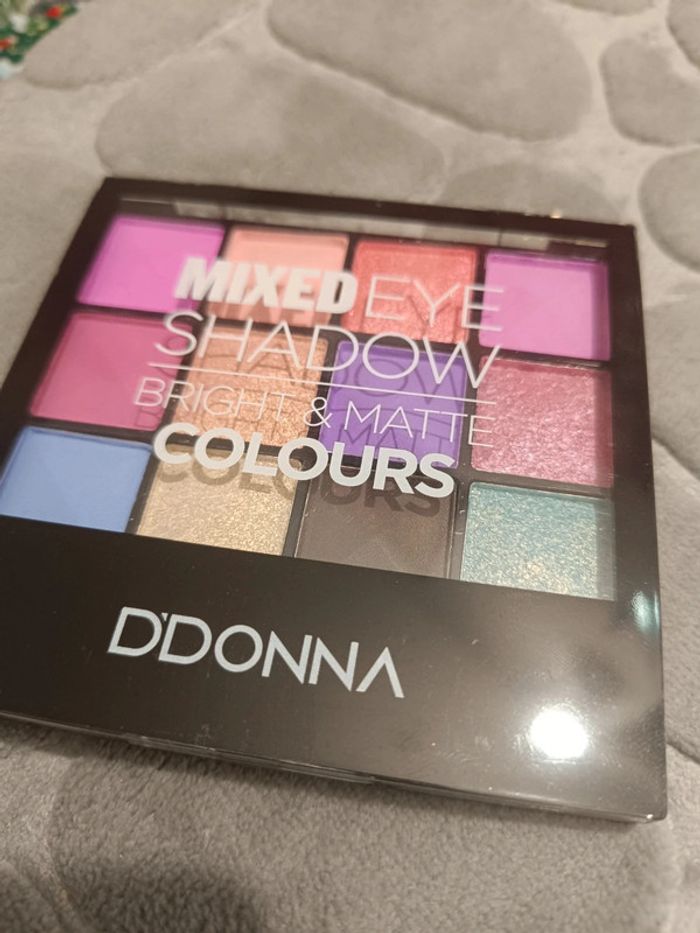 MIXED EYE
SHADOW
BRIGHT & MATTE
COLOURS
D'DONNA